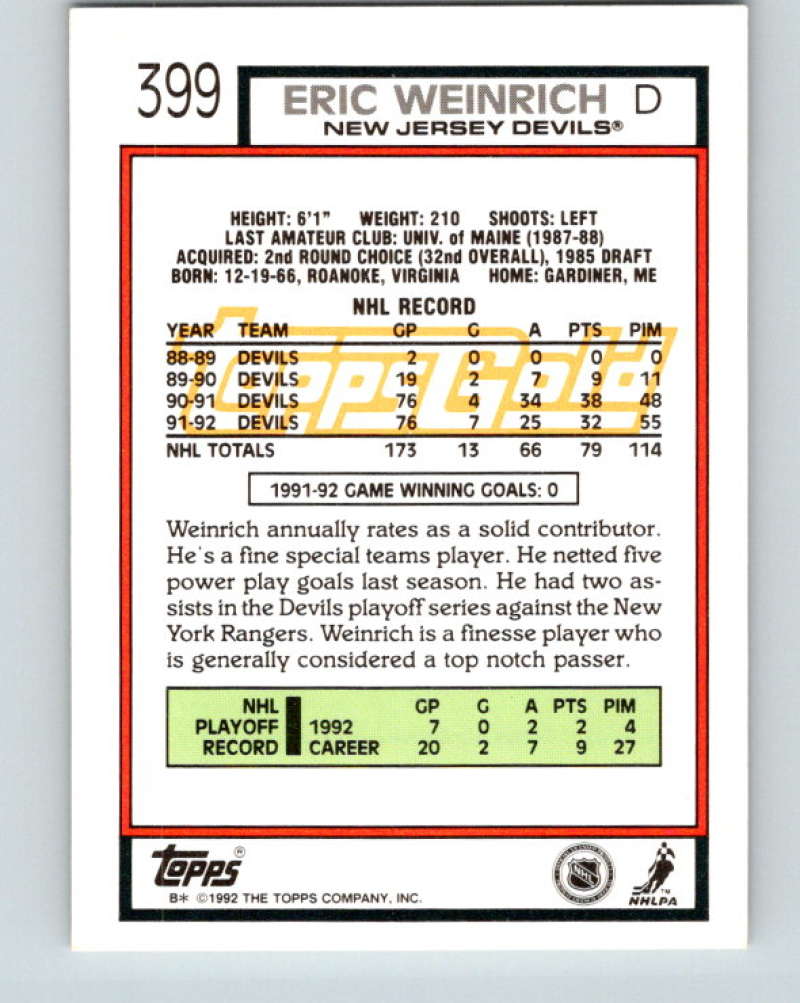 399
ERIC WEINRICH D
NEW JERSEY DEVILS®
HEIGHT: 6'1" WEIGHT: 210 SHOOTS: LEFT
LAST AMATEUR CLUB: UNIV. of MAINE (1987-88)
ACQUIRED: 2nd ROUND CHOICE (32nd OVERALL), 1985 DRAFT
BORN: 12-19-66, ROANOKE, VIRGINIA HOME: GARDINER, ME
NHL RECORD
YEAR TEAM GP G A PTS PIM
88-89 DEVILS 2 0 0 0 0
89-90 DEVILS 19 2 7 9 11
90-91 DEVILS 76 4 34 38 48
91-92 DEVILS 76 7 25 32 55
NHL TOTALS 173 13 66 79 114
ToppsGold
1991-92 GAME WINNING GOALS: 0
Weinrich annually rates as a solid contributor.
He's a fine special teams player. He netted five
power play goals last season. He had two as-
sists in the Devils playoff series against the New
York Rangers. Weinrich is a finesse player who
is generally considered a top notch passer.
NHL GP G A PTS PIM
PLAYOFF 1992 7 0 2 2 4
RECORD CAREER 20 2 7 9 27
TOPPS®
B* ©1992 THE TOPPS COMPANY, INC.
NHL
NHLPA™